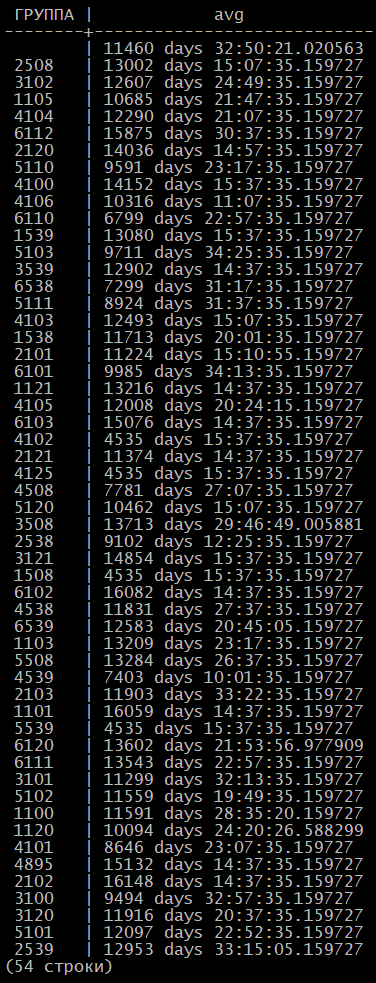 ГРУППА | avg
--------+----------------------------
 | 11460 days 32:50:21.020563
2508 | 13002 days 15:07:35.159727
3102 | 12607 days 24:49:35.159727
1105 | 10685 days 21:47:35.159727
4104 | 12290 days 21:07:35.159727
6112 | 15875 days 30:37:35.159727
2120 | 14036 days 14:57:35.159727
5110 | 9591 days 23:17:35.159727
4100 | 14152 days 15:37:35.159727
4106 | 10316 days 11:07:35.159727
6110 | 6799 days 22:57:35.159727
1539 | 13080 days 15:37:35.159727
5103 | 9711 days 34:25:35.159727
3539 | 12902 days 14:37:35.159727
6538 | 7299 days 31:17:35.159727
5111 | 8924 days 31:37:35.159727
4103 | 12493 days 15:07:35.159727
1538 | 11713 days 20:01:35.159727
2101 | 11224 days 15:10:55.159727
6101 | 9985 days 34:13:35.159727
1121 | 13216 days 14:37:35.159727
4105 | 12008 days 20:24:15.159727
6103 | 15076 days 14:37:35.159727
4102 | 4535 days 15:37:35.159727
2121 | 11374 days 14:37:35.159727
4125 | 4535 days 15:37:35.159727
4508 | 7781 days 27:07:35.159727
5120 | 10462 days 15:07:35.159727
3508 | 13713 days 29:46:49.005881
2538 | 9102 days 12:25:35.159727
3121 | 14854 days 15:37:35.159727
1508 | 4535 days 15:37:35.159727
6102 | 16082 days 14:37:35.159727
4538 | 11831 days 27:37:35.159727
6539 | 12583 days 20:45:05.159727
1103 | 13209 days 23:17:35.159727
5508 | 13284 days 26:37:35.159727
4539 | 7403 days 10:01:35.159727
2103 | 11903 days 33:22:35.159727
1101 | 16059 days 14:37:35.159727
5539 | 4535 days 15:37:35.159727
6120 | 13602 days 21:53:56.977909
6111 | 13543 days 22:57:35.159727
3101 | 11299 days 32:13:35.159727
5102 | 11559 days 19:49:35.159727
1100 | 11591 days 28:35:20.159727
1120 | 10094 days 24:20:26.588299
4101 | 8646 days 23:07:35.159727
4895 | 15132 days 14:37:35.159727
2102 | 16148 days 14:37:35.159727
3100 | 9494 days 32:57:35.159727
3120 | 11916 days 20:37:35.159727
5101 | 12097 days 22:52:35.159727
2539 | 12953 days 33:15:05.159727
(54 строки)